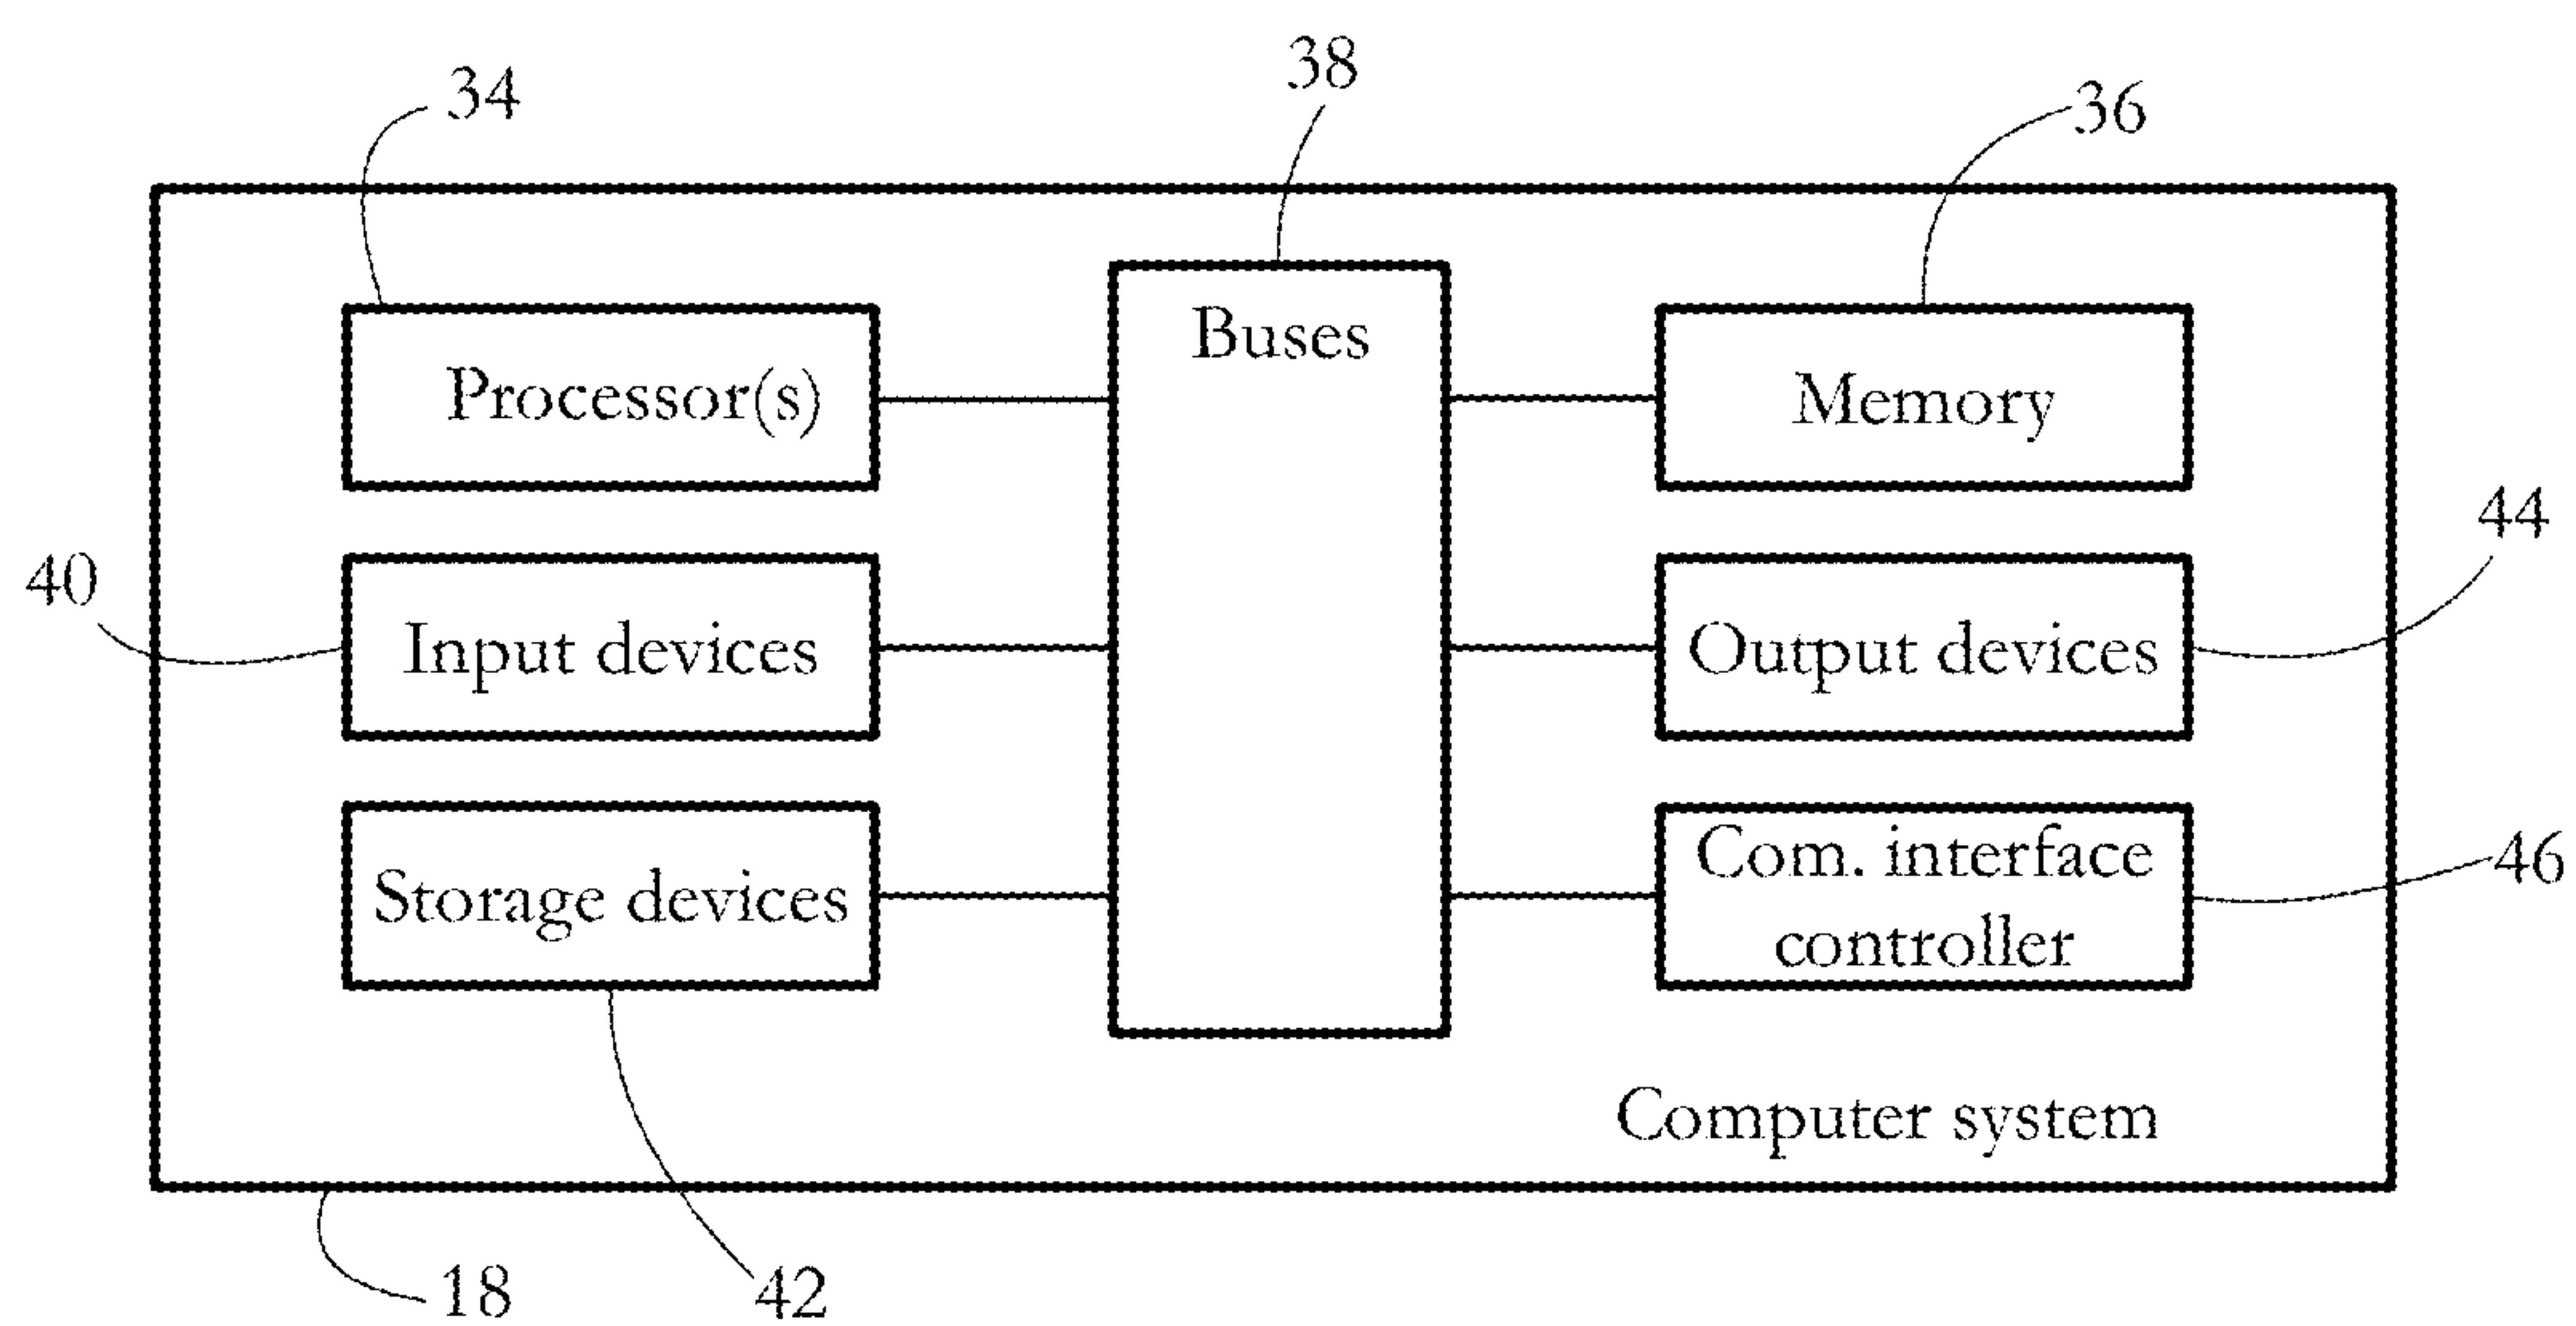 34
38
36
Processor(s)
Buses
Memory
40
Input devices
Output devices
44
Storage devices
Com. interface
controller
46
Computer system
18
42